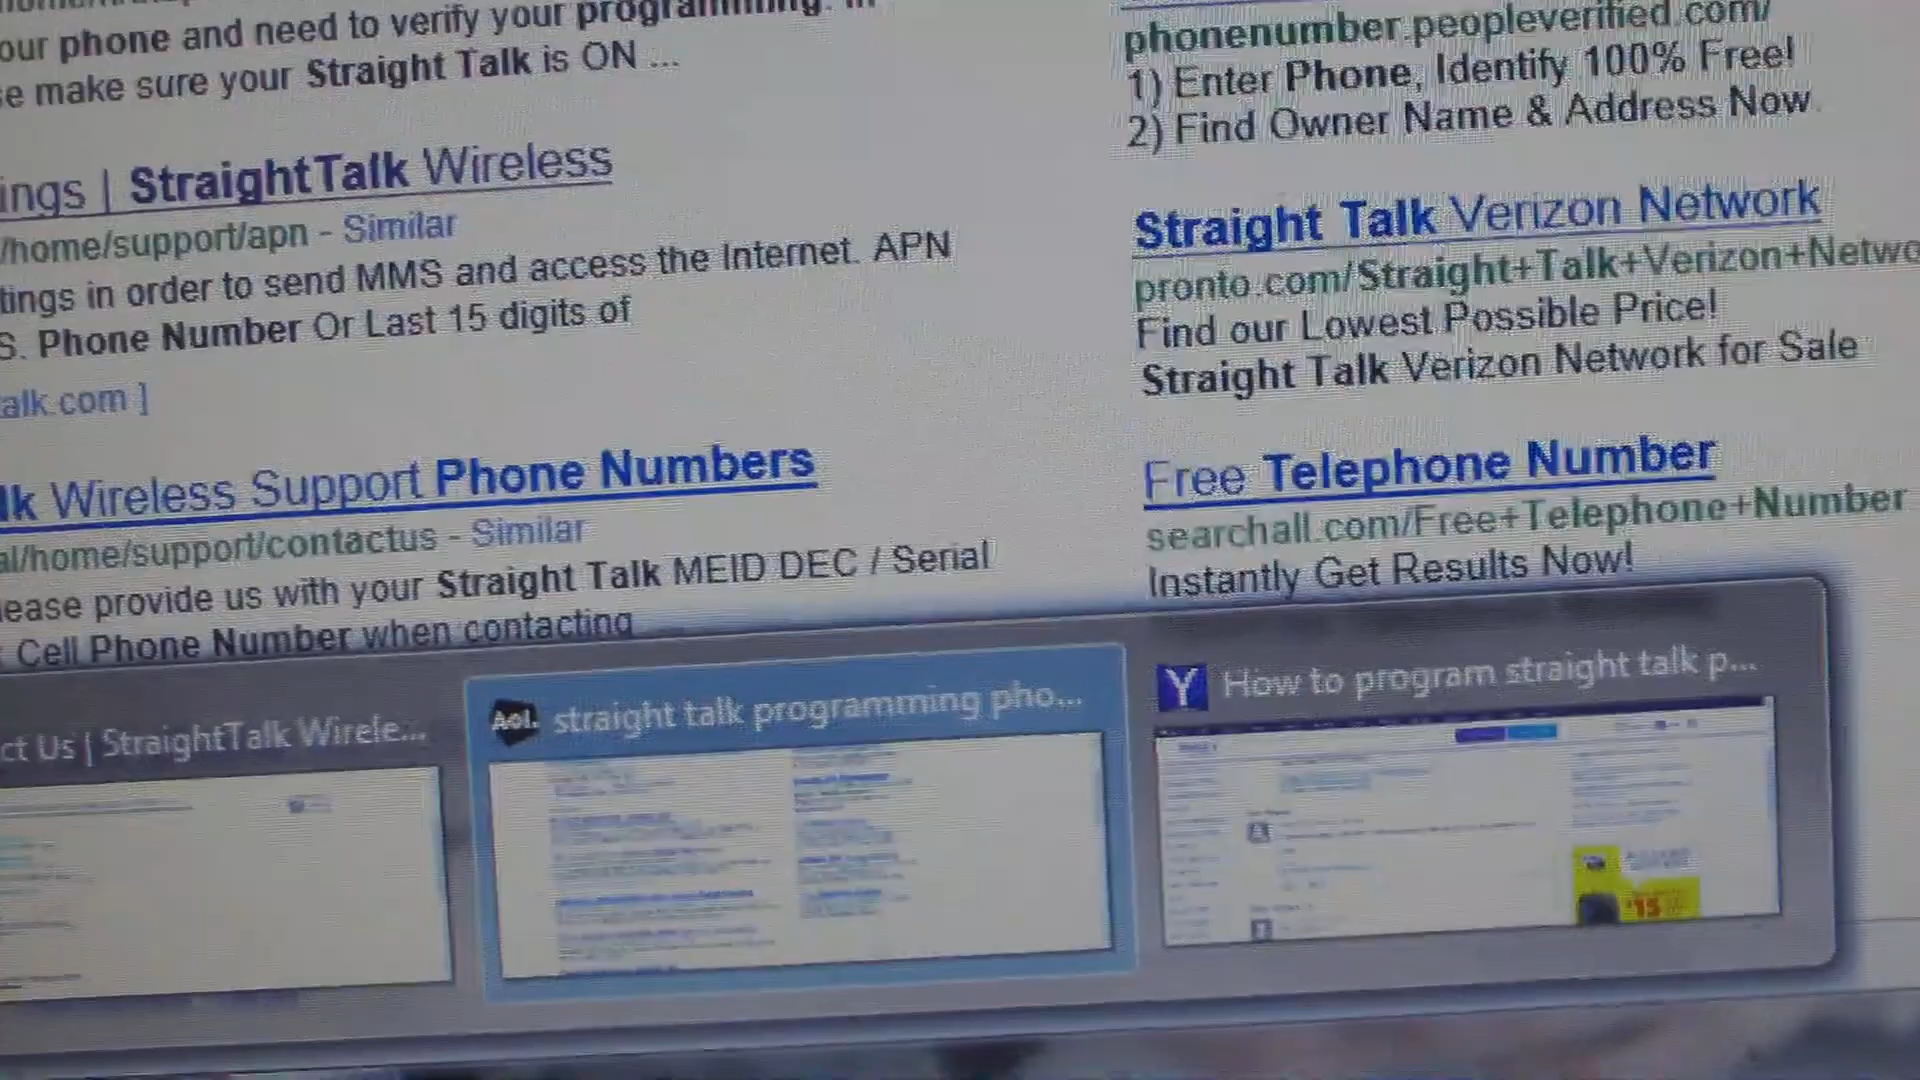 our phone and need to verify your programming. In
e make sure your Straight Talk is ON ...
ings | StraightTalk Wireless
/home/support/apn - Similar
tings in order to send MMS and access the Internet. APN
S. Phone Number Or Last 15 digits of
alk.com ]
lk Wireless Support Phone Numbers
al/home/support/contactus - Similar
lease provide us with your Straight Talk MEID DEC / Serial
Cell Phone Number when contacting
phonenumber.peopleverified.com/
1) Enter Phone, Identify 100% Free!
2) Find Owner Name & Address Now.
Straight Talk Verizon Network
pronto.com/Straight+Talk+Verizon+Netwo
Find our Lowest Possible Price!
Straight Talk Verizon Network for Sale
Free Telephone Number
searchall.com/Free+Telephone+Number
Instantly Get Results Now!
ct Us | StraightTalk Wirele...
Aol. straight talk programming pho...
Y How to program straight talk p...
$15